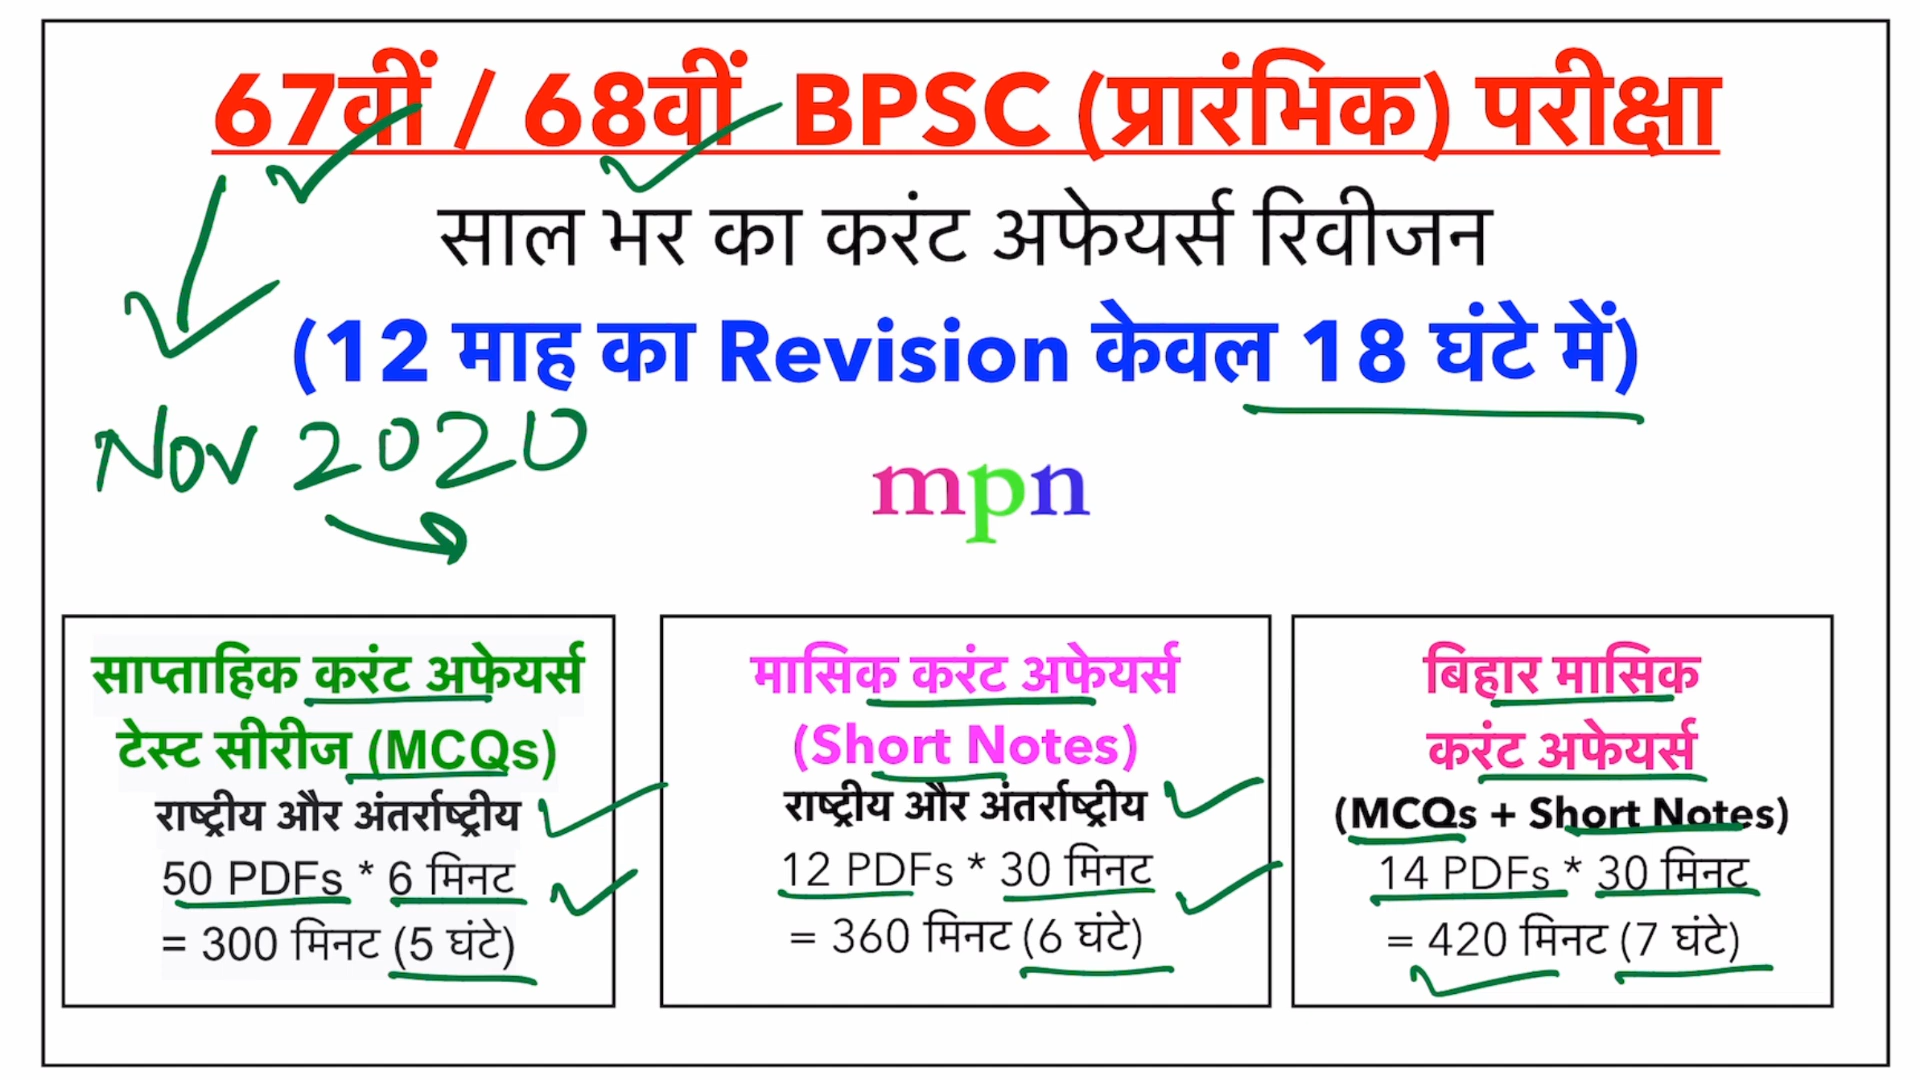 67वीं / 68वीं BPSC (प्रारंभिक) परीक्षा
साल भर का करंट अफेयर्स रिवीजन
(12 माह का Revision केवल 18 घंटे में)
Nov 2020
mpn
साप्ताहिक करंट अफेयर्स
टेस्ट सीरीज (MCQs)
राष्ट्रीय और अंतर्राष्ट्रीय
50 PDFs * 6 मिनट
= 300 मिनट (5 घंटे)
मासिक करंट अफेयर्स
(Short Notes)
राष्ट्रीय और अंतर्राष्ट्रीय
12 PDFs * 30 मिनट
= 360 मिनट (6 घंटे)
बिहार मासिक
करंट अफेयर्स
(MCQs + Short Notes)
14 PDFs * 30 मिनट
= 420 मिनट (7 घंटे)